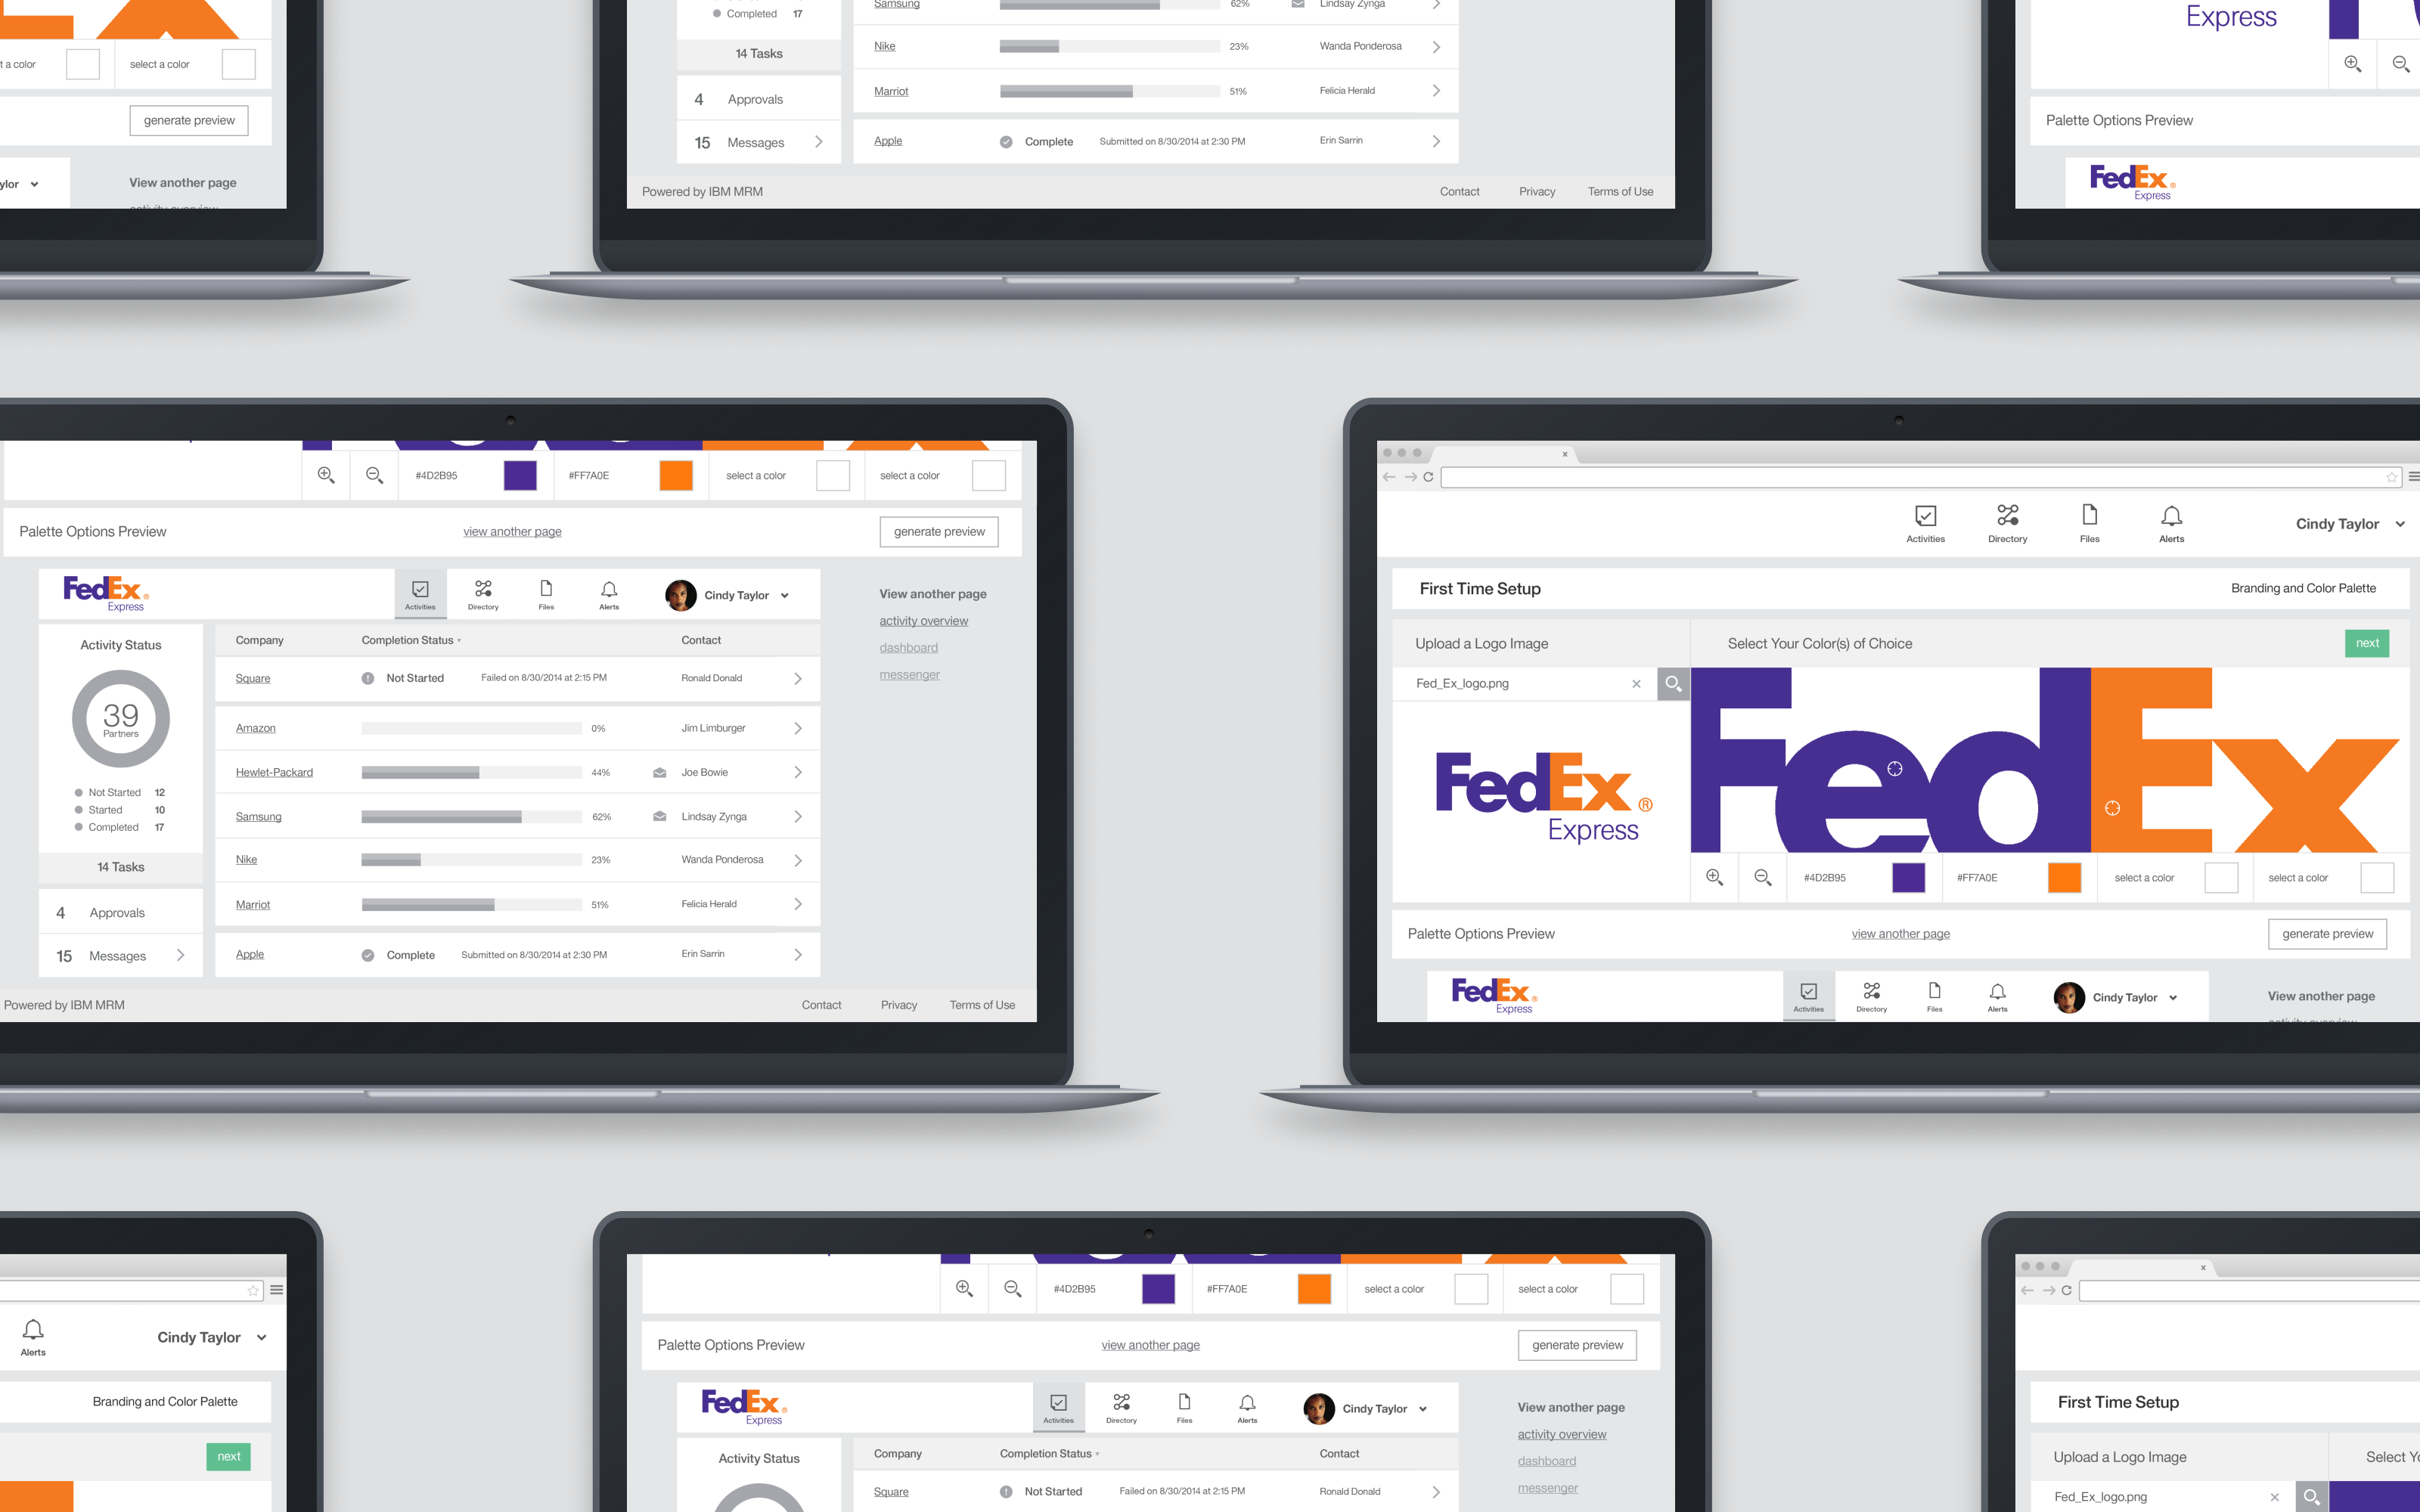 t a color select a color
generate preview
ylor
View another page
activity overview
Completed 17
14 Tasks
4 Approvals
15 Messages
Samsung 62% Lindsay Zynga
Nike 23% Wanda Ponderosa
Marriot 51% Felicia Herald
Apple Complete Submitted on 8/30/2014 at 2:30 PM Erin Sarrin
Powered by IBM MRM Contact Privacy Terms of Use
Express
Palette Options Preview
FedEx®
Express
#4D2B95 #FF7A0E select a color select a color
Palette Options Preview view another page generate preview
FedEx®
Express
Activities Directory Files Alerts Cindy Taylor
View another page
activity overview
dashboard
messenger
Activity Status
39
Partners
Not Started 12
Started 10
Completed 17
14 Tasks
4 Approvals
15 Messages
Company Completion Status Contact
Square Not Started Failed on 8/30/2014 at 2:15 PM Ronald Donald
Amazon 0% Jim Limburger
Hewlet-Packard 44% Joe Bowie
Samsung 62% Lindsay Zynga
Nike 23% Wanda Ponderosa
Marriot 51% Felicia Herald
Apple Complete Submitted on 8/30/2014 at 2:30 PM Erin Sarrin
Powered by IBM MRM Contact Privacy Terms of Use
Activities Directory Files Alerts Cindy Taylor
First Time Setup Branding and Color Palette
Upload a Logo Image Select Your Color(s) of Choice next
Fed_Ex_logo.png
FedEx®
Express
FedEx
#4D2B95 #FF7A0E select a color select a color
Palette Options Preview view another page generate preview
FedEx®
Express
Activities Directory Files Alerts Cindy Taylor
View another page
activity overview
Alerts Cindy Taylor
Branding and Color Palette
next
#4D2B95 #FF7A0E select a color select a color
Palette Options Preview view another page generate preview
FedEx®
Express
Activities Directory Files Alerts Cindy Taylor
View another page
activity overview
dashboard
messenger
Activity Status
Company Completion Status Contact
Square Not Started Failed on 8/30/2014 at 2:15 PM Ronald Donald
First Time Setup
Upload a Logo Image Select Yo
Fed_Ex_logo.png